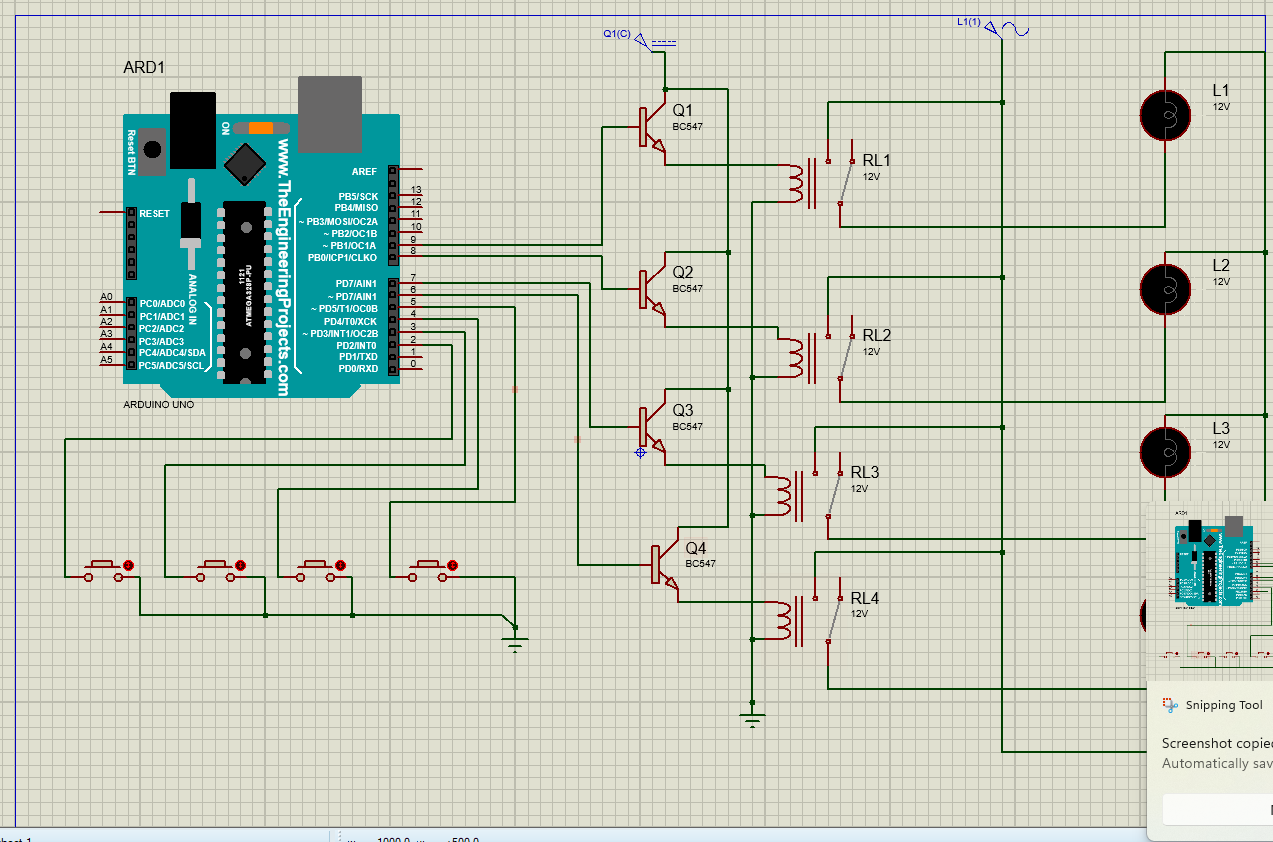 Q1(C)
L1(1)
ARD1
Reset BTN
ON
www.TheEngineeringProjects.com
RESET
ANALOG IN
1121
ATMEGA328P-PU
AREF
PB5/SCK 13
PB4/MISO 12
~ PB3/MOSI/OC2A 11
~ PB2/OC1B 10
~ PB1/OC1A 9
PB0/ICP1/CLKO 8
PD7/AIN1 7
~ PD7/AIN1 6
~ PD5/T1/OC0B 5
PD4/T0/XCK 4
~ PD3/INT1/OC2B 3
PD2/INT0 2
PD1/TXD 1
PD0/RXD 0
A0 PC0/ADC0
A1 PC1/ADC1
A2 PC2/ADC2
A3 PC3/ADC3
A4 PC4/ADC4/SDA
A5 PC5/ADC5/SCL
ARDUINO UNO
Q1
BC547
Q2
BC547
Q3
BC547
Q4
BC547
RL1
12V
RL2
12V
RL3
12V
RL4
12V
L1
12V
L2
12V
L3
12V
ARD1
Snipping Tool
Screenshot copie
Automatically sav